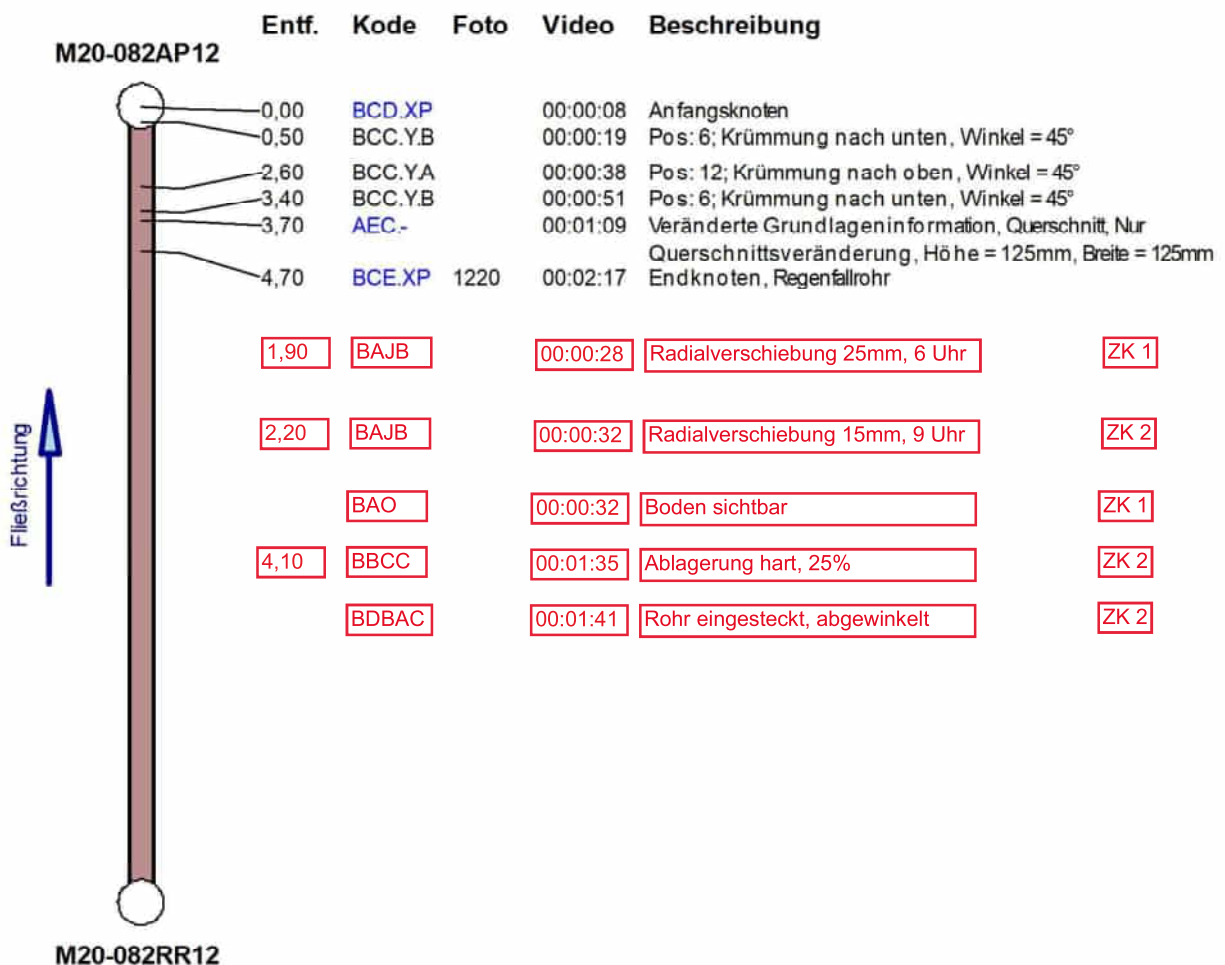 Entf. Kode Foto Video Beschreibung
M20-082AP12
0,00 BCD.XP 00:00:08 Anfangsknoten
0,50 BCC.Y.B 00:00:19 Pos: 6; Krümmung nach unten, Winkel = 45°
2,60 BCC.Y.A 00:00:38 Pos: 12; Krümmung nach oben, Winkel = 45°
3,40 BCC.Y.B 00:00:51 Pos: 6; Krümmung nach unten, Winkel = 45°
3,70 AEC.- 00:01:09 Veränderte Grundlageninformation, Querschnitt, Nur
Querschnittsveränderung, Höhe = 125mm, Breite = 125mm
4,70 BCE.XP 1220 00:02:17 Endknoten, Regenfallrohr
1,90 BAJB 00:00:28 Radialverschiebung 25mm, 6 Uhr ZK 1
2,20 BAJB 00:00:32 Radialverschiebung 15mm, 9 Uhr ZK 2
Fließrichtung
BAO 00:00:32 Boden sichtbar ZK 1
4,10 BBCC 00:01:35 Ablagerung hart, 25% ZK 2
BDBAC 00:01:41 Rohr eingesteckt, abgewinkelt ZK 2
M20-082RR12